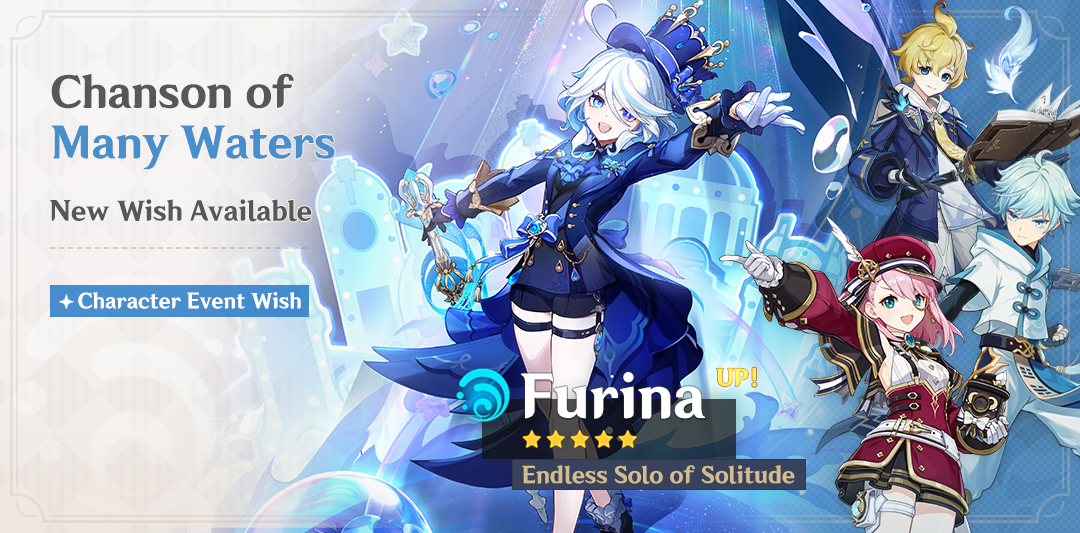 Chanson of
Many Waters
New Wish Available
Character Event Wish
Furina UP!
Endless Solo of Solitude